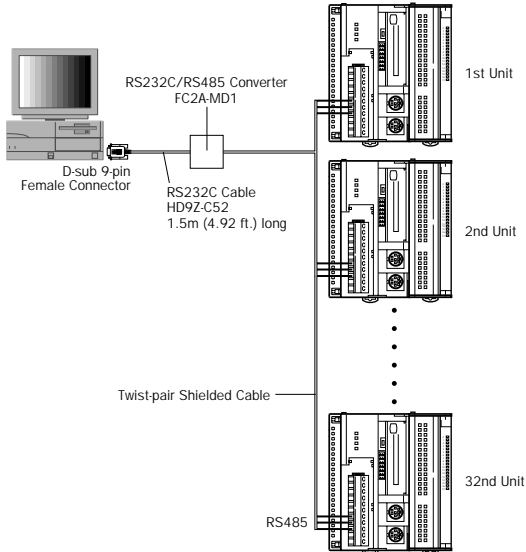 1st Unit
RS232C/RS485 Converter
FC2A-MD1
D-sub 9-pin
Female Connector
RS232C Cable
HD9Z-C52
1.5m (4.92 ft.) long
2nd Unit
Twist-pair Shielded Cable
32nd Unit
RS485